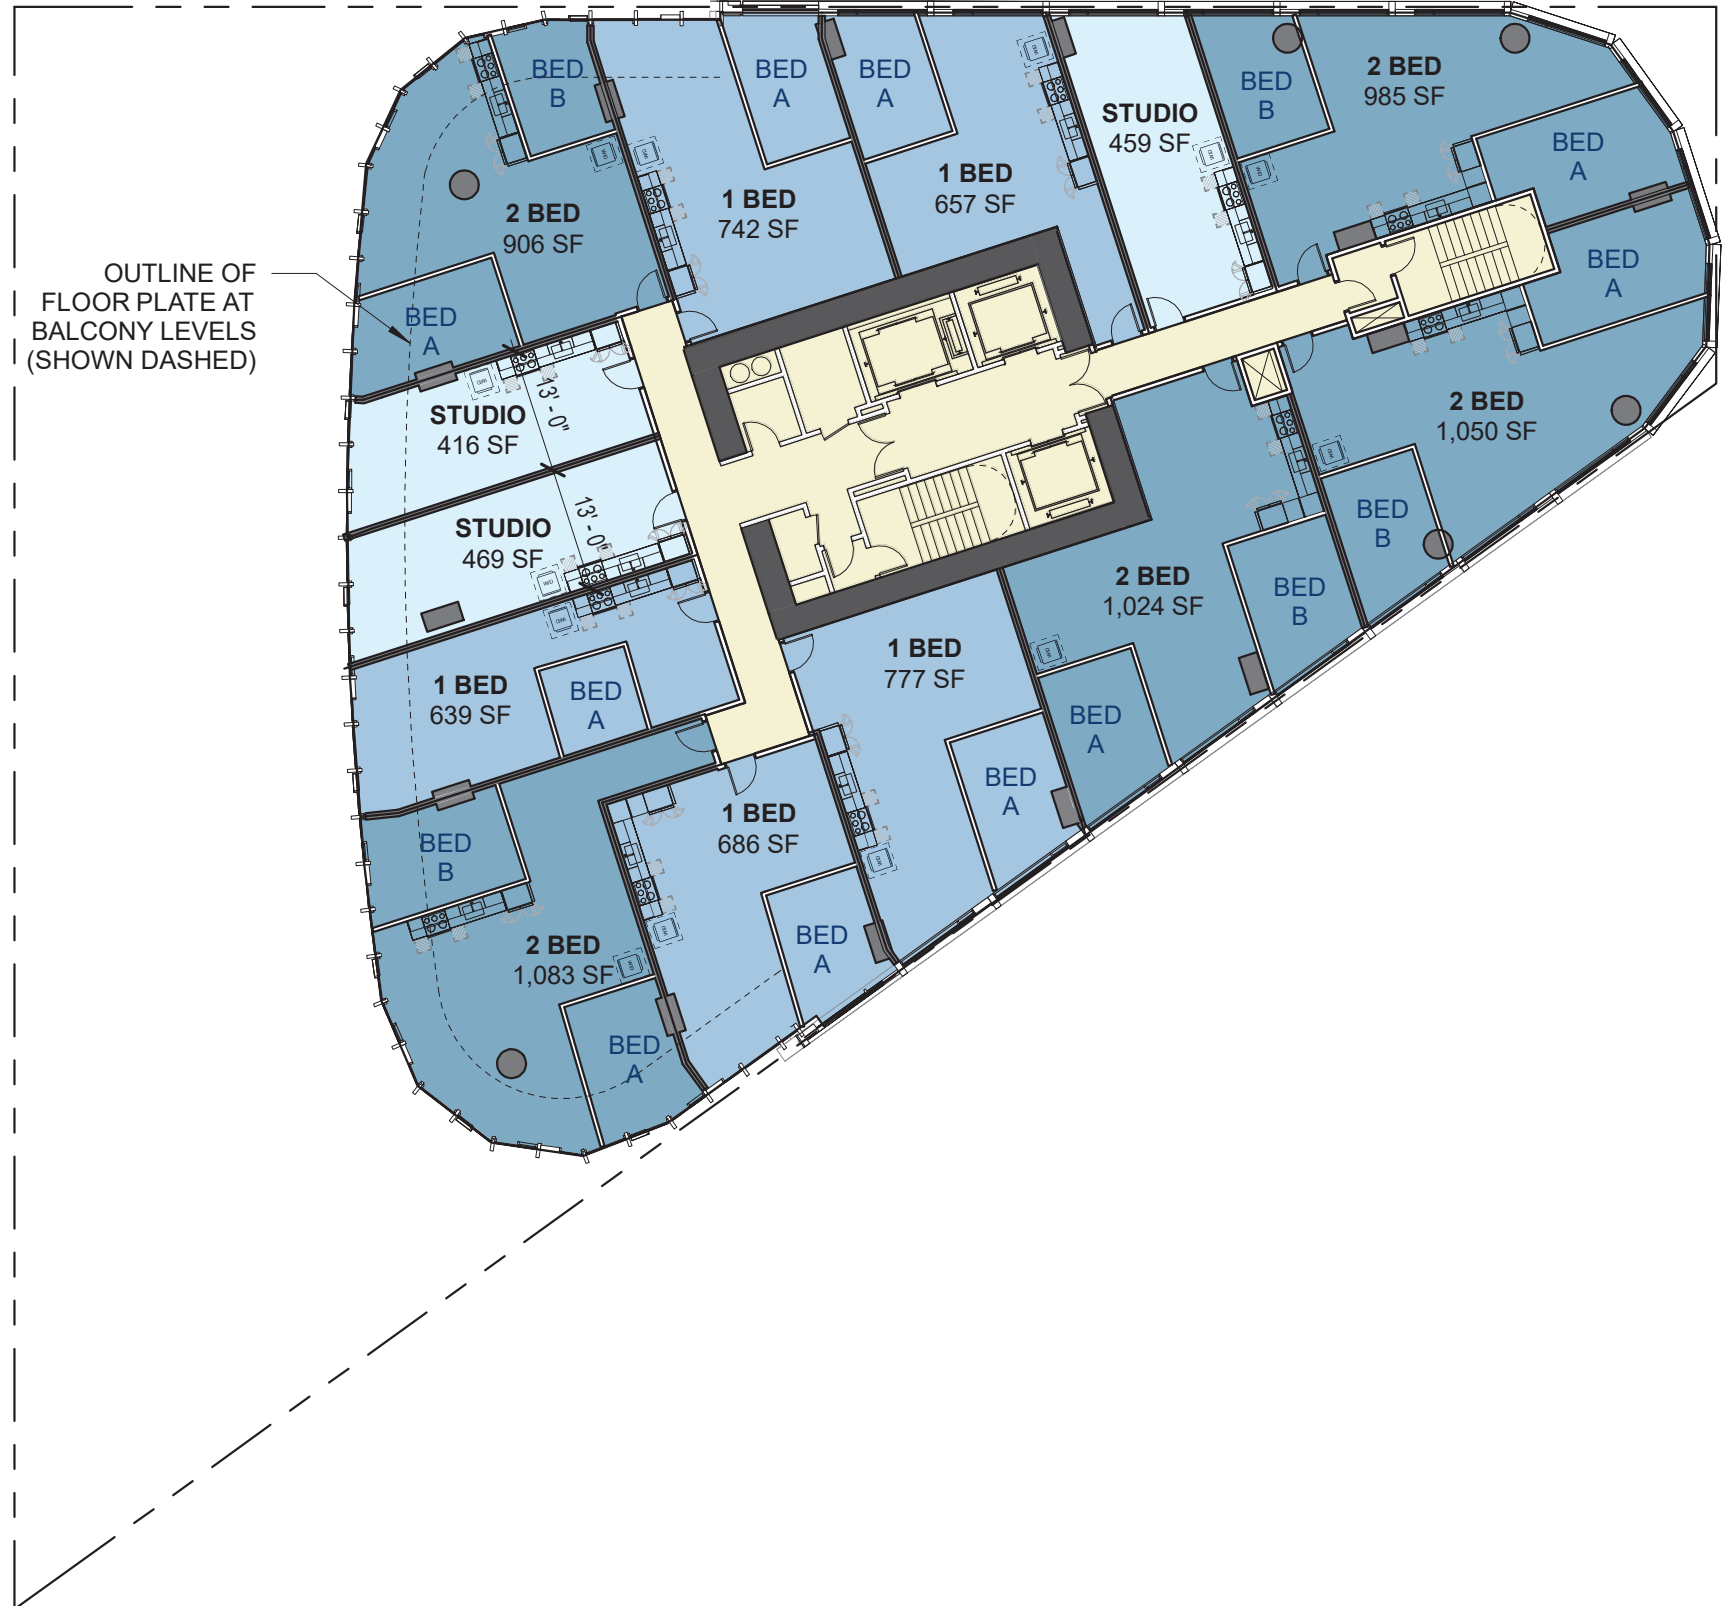 BED
B
BED
A
BED
A
2 BED
985 SF
BED
B
STUDIO
459 SF
BED
A
1 BED
657 SF
1 BED
742 SF
2 BED
906 SF
BED
A
OUTLINE OF
FLOOR PLATE AT
BALCONY LEVELS
(SHOWN DASHED)
BED
A
13' - 0"
STUDIO
416 SF
2 BED
1,050 SF
13' - 0"
STUDIO
469 SF
BED
B
2 BED
1,024 SF
BED
B
1 BED
777 SF
1 BED
639 SF
BED
A
BED
A
BED
A
1 BED
686 SF
BED
B
2 BED
1,083 SF
BED
A
BED
A